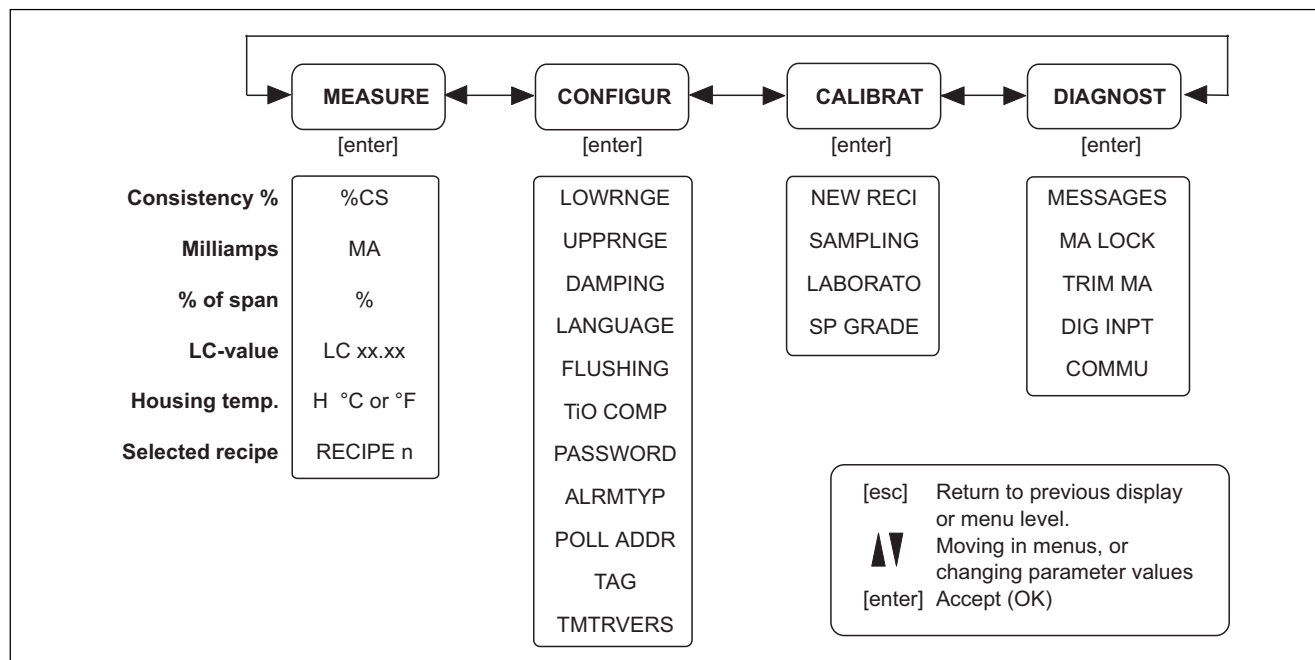 MEASURE
CONFIGUR
CALIBRAT
DIAGNOST
[enter]
[enter]
[enter]
[enter]
Consistency %
Milliamps
% of span
LC-value
Housing temp.
Selected recipe
%CS
MA
%
LC xx.xx
H °C or °F
RECIPE n
LOWRNGE
UPPRNGE
DAMPING
LANGUAGE
FLUSHING
TiO COMP
PASSWORD
ALRMTYP
POLL ADDR
TAG
TMTRVERS
NEW RECI
SAMPLING
LABORATO
SP GRADE
MESSAGES
MA LOCK
TRIM MA
DIG INPT
COMMU
[esc] Return to previous display
or menu level.
Moving in menus, or
changing parameter values
[enter] Accept (OK)